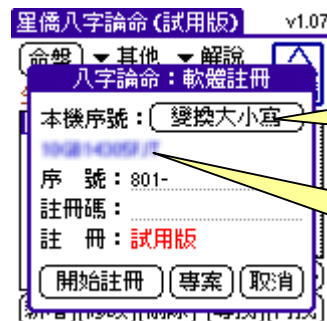 星僑八字論命(試用版) v1.07
命盤 其他 解說
八字論命：軟體註冊
本機序號： 變換大小寫
序 號：801-
註冊碼：
註 冊：試用版
開始註冊 專案 取消